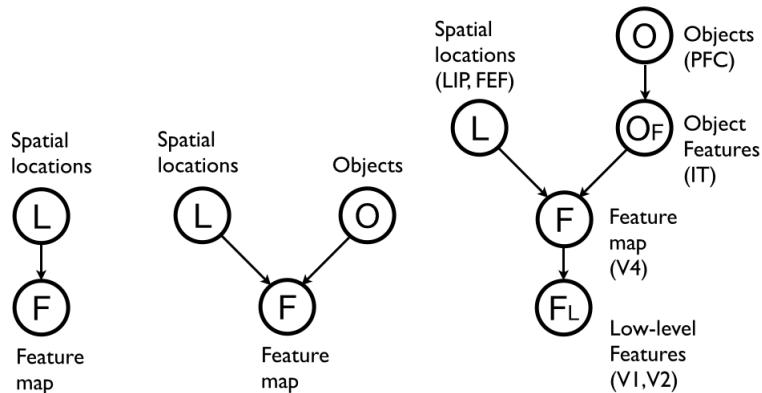 Spatial
locations
L
F
Feature
map
Spatial
locations
Objects
L
O
F
Feature
map
Spatial
locations
(LIP, FEF)
O
Objects
(PFC)
L
OF
Object
Features
(IT)
F
Feature
map
(V4)
FL
Low-level
Features
(V1,V2)